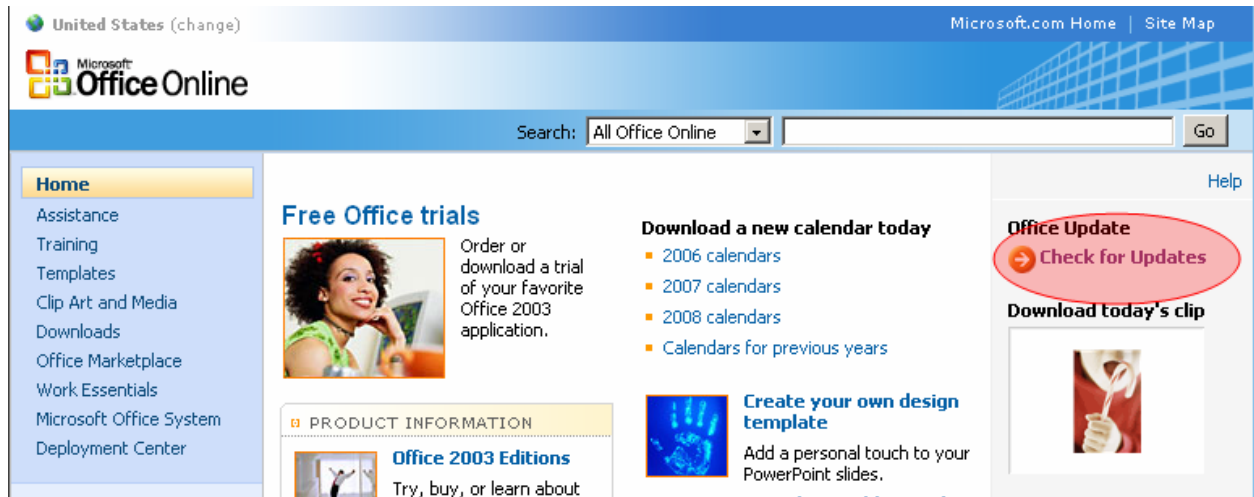 United States (change)
Microsoft.com Home | Site Map
Microsoft
Office Online
Search: All Office Online Go
Home
Assistance
Training
Templates
Clip Art and Media
Downloads
Office Marketplace
Work Essentials
Microsoft Office System
Deployment Center
Free Office trials
Order or
download a trial
of your favorite
Office 2003
application.
PRODUCT INFORMATION
Office 2003 Editions
Try, buy, or learn about
Download a new calendar today
2006 calendars
2007 calendars
2008 calendars
Calendars for previous years
Create your own design
template
Add a personal touch to your
PowerPoint slides.
Help
Office Update
Check for Updates
Download today's clip